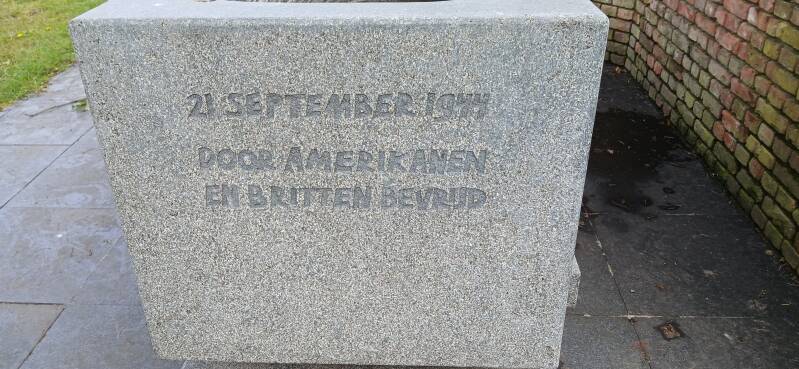 21 SEPTEMBER 1944
DOOR AMERIKANEN
EN BRITTEN BEVRIJD